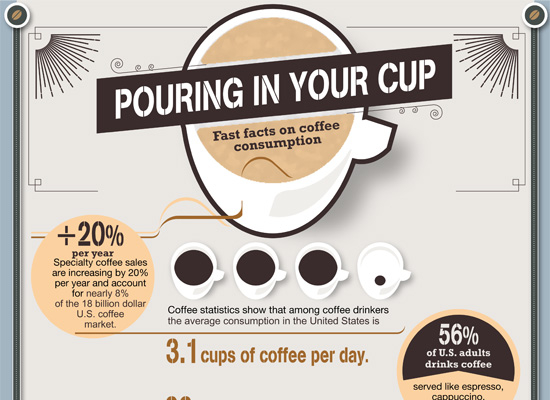 POURING IN YOUR CUP
Fast facts on coffee
consumption
+20%
per year
Specialty coffee sales
are increasing by 20%
per year and account
for nearly 8%
of the 18 billion dollar
U.S. coffee
market.
Coffee statistics show that among coffee drinkers
the average consumption in the United States is
3.1 cups of coffee per day.
56%
of U.S. adults
drinks coffee
served like espresso,
cappuccino,